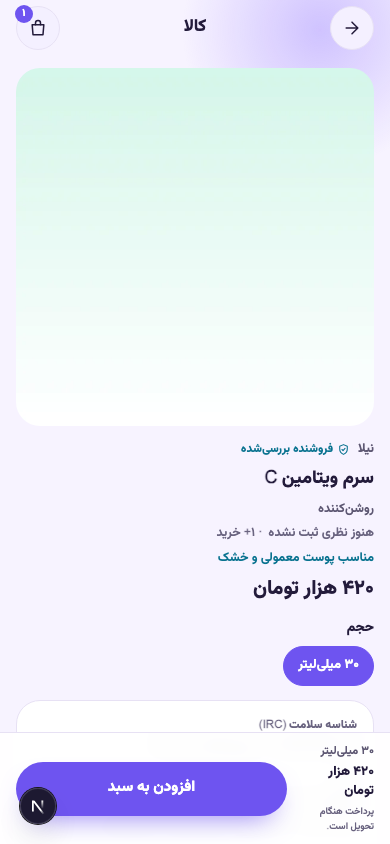 ۱
کالا
نیلا
فروشنده بررسی‌شده
سرم ویتامین C
روشن‌کننده
هنوز نظری ثبت نشده · ۱+ خرید
مناسب پوست معمولی و خشک
۴۲۰ هزار تومان
حجم
۳۰ میلی‌لیتر
شناسه سلامت (IRC)
۳۰ میلی‌لیتر
۴۲۰ هزار
تومان
پرداخت هنگام
تحویل است.
افزودن به سبد
N